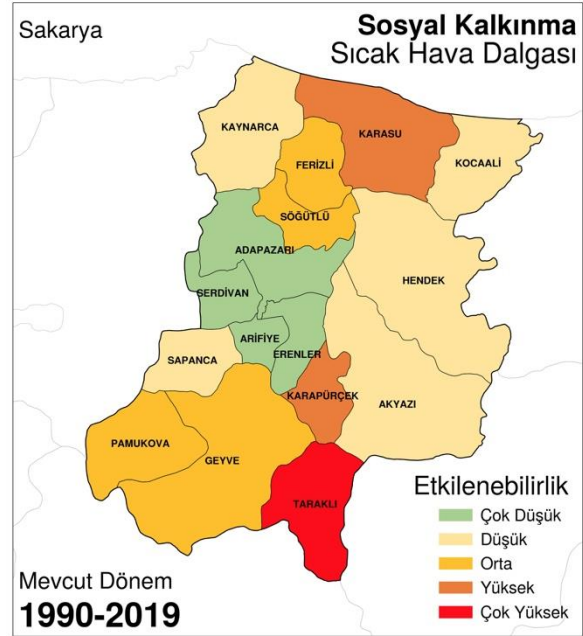 Sakarya
Sosyal Kalkınma
Sıcak Hava Dalgası
KAYNARCA
KARASU
FERİZLİ
KOCAALİ
SÖĞÜTLÜ
ADAPAZARI
HENDEK
SERDİVAN
ARİFİYE
ERENLER
SAPANCA
KARAPÜRÇEK
AKYAZI
PAMUKOVA
GEYVE
TARAKLI
Etkilenebilirlik
Çok Düşük
Düşük
Orta
Yüksek
Çok Yüksek
Mevcut Dönem
1990-2019